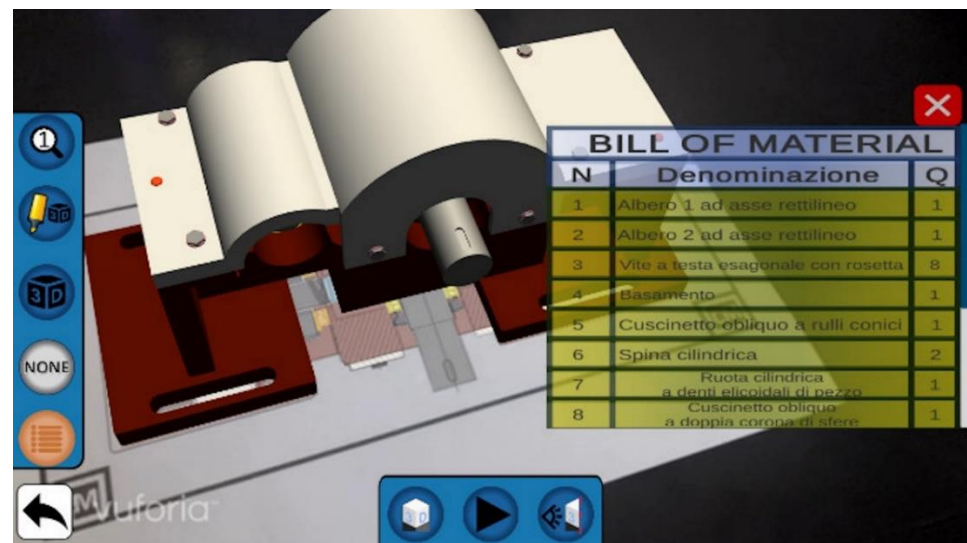 BILL OF MATERIAL
N Denominazione Q
1 Albero 1 ad asse rettilineo 1
2 Albero 2 ad asse rettilineo 1
3 Vite a testa esagonale con rosetta 8
4 Basamento 1
5 Cuscinetto obliquo a rulli conici 1
6 Spina cilindrica 2
7 Ruota cilindrica
a denti elicoidali di pezzo 1
8 Cuscinetto obliquo
a doppia corona di sfere 1
1
3D
3D
NONE
vuforia
3D